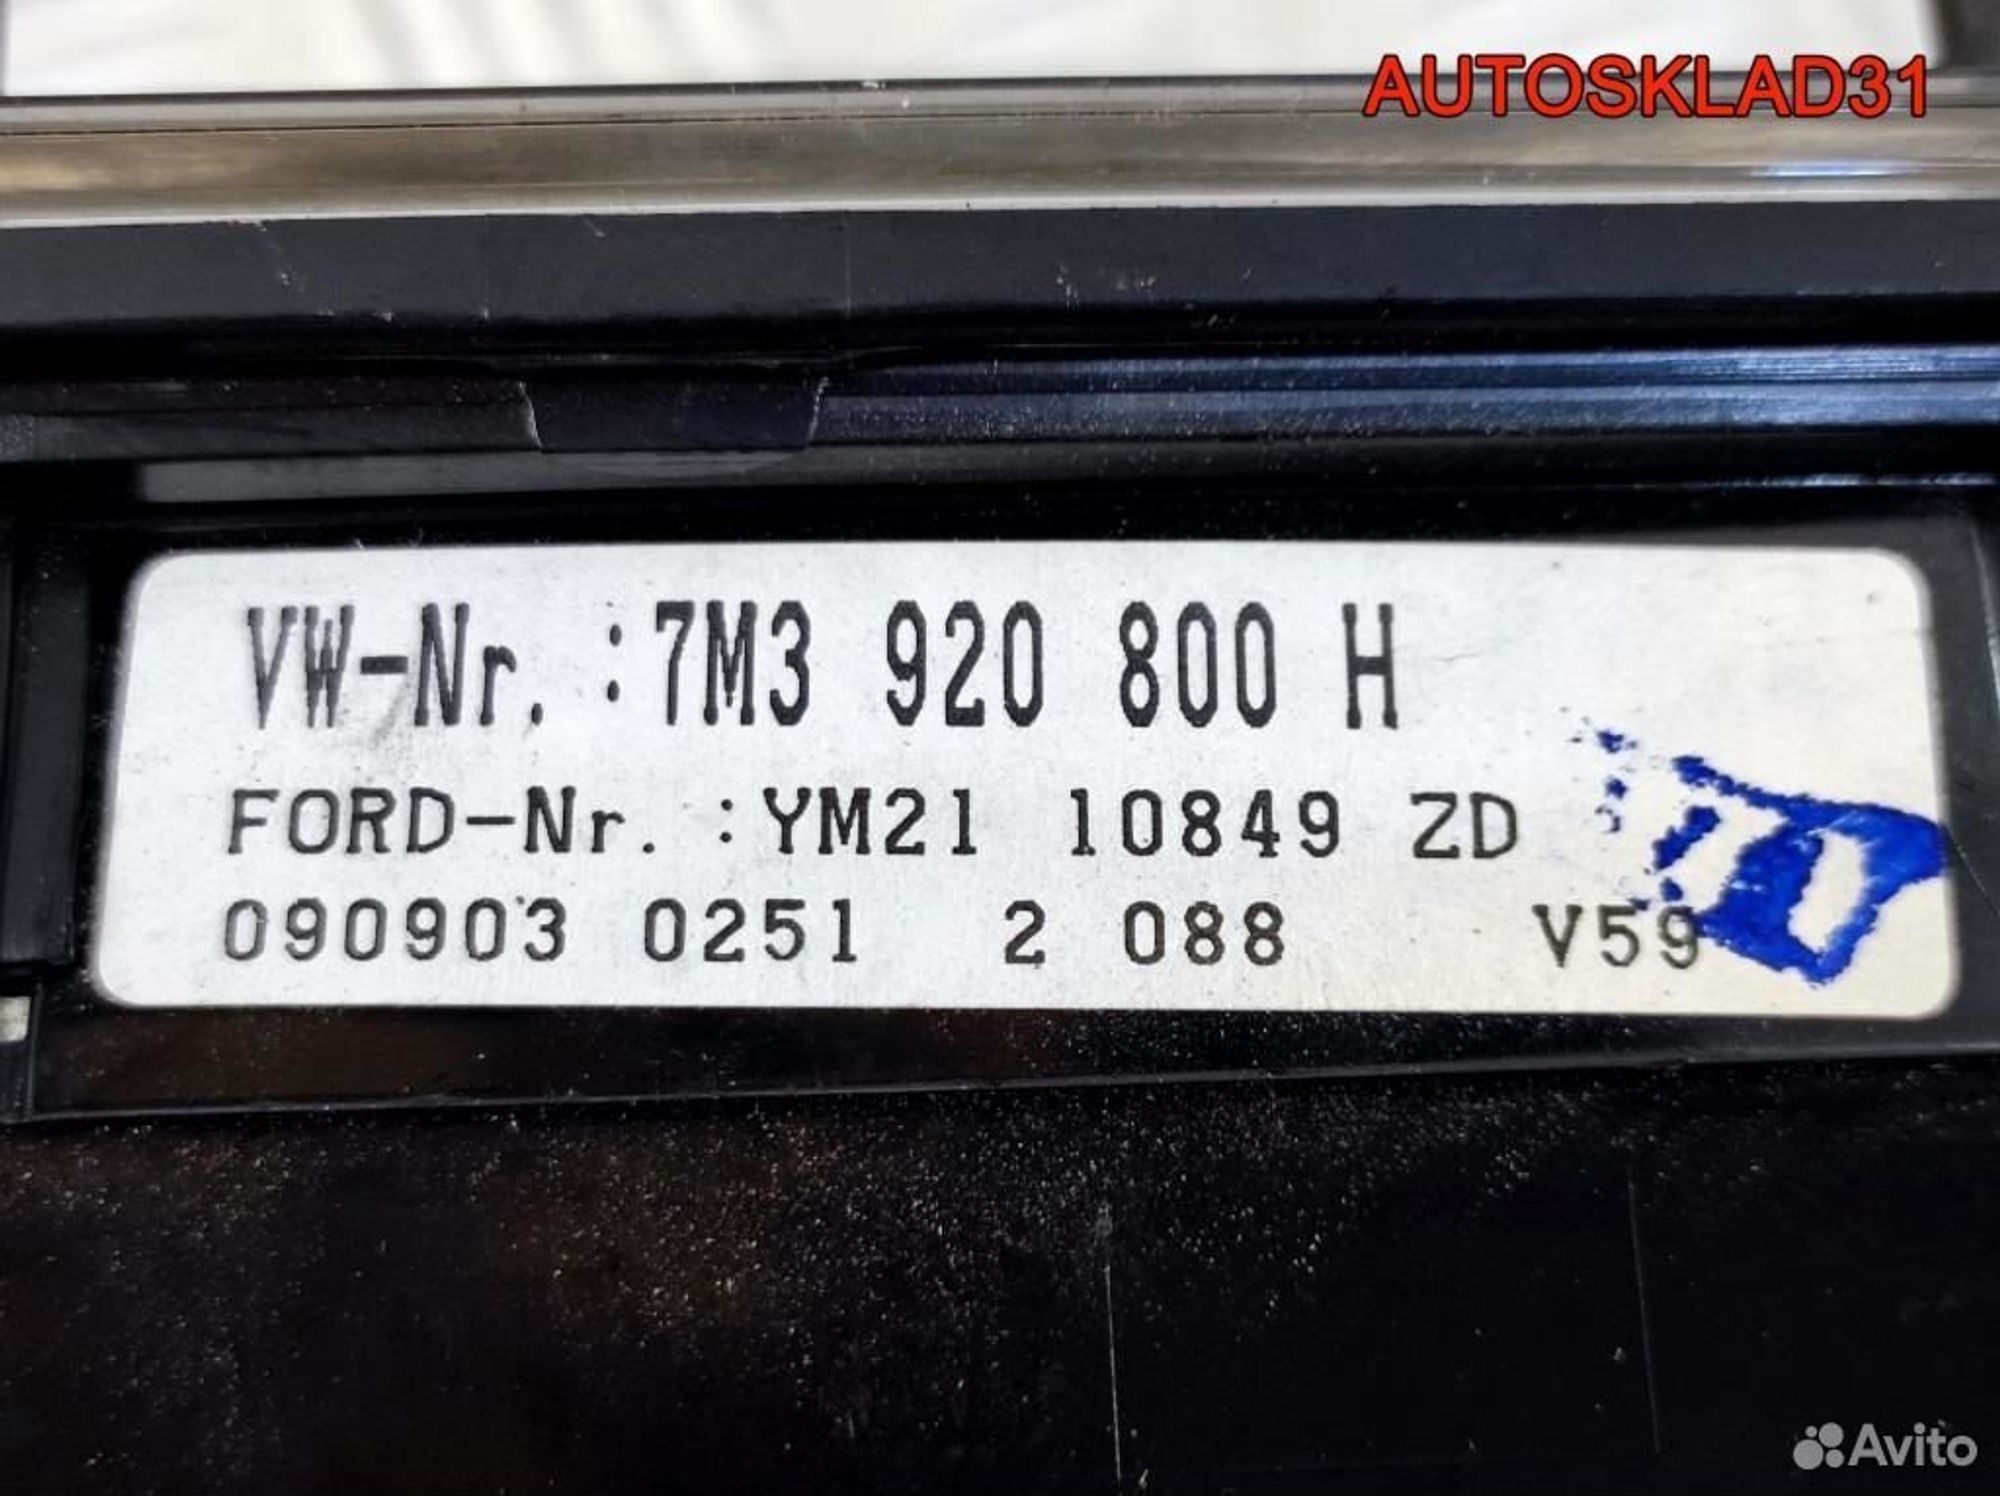 AUTOSKLAD31
VW-Nr. :7M3 920 800 H
FORD-Nr. :YM21 10849 ZD
090903 0251 2 088 V59
Avito